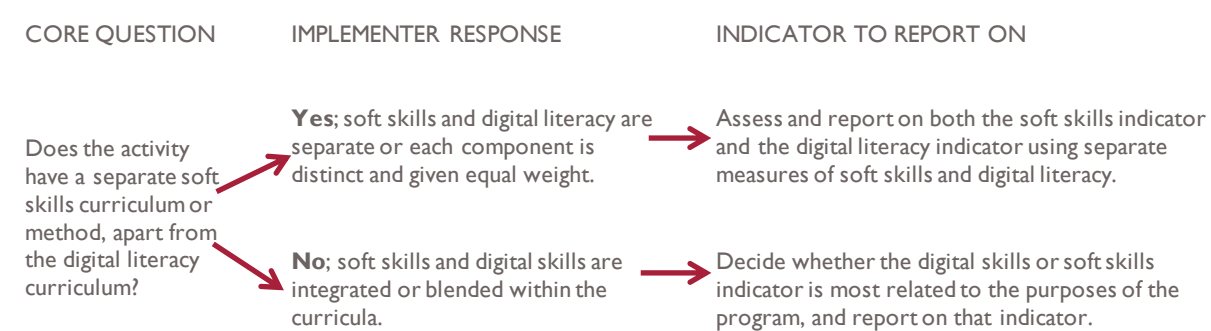 CORE QUESTION
IMPLEMENTER RESPONSE
INDICATOR TO REPORT ON
Does the activity
have a separate soft
skills curriculum or
method, apart from
the digital literacy
curriculum?
Yes; soft skills and digital literacy are
separate or each component is
distinct and given equal weight.
Assess and report on both the soft skills indicator
and the digital literacy indicator using separate
measures of soft skills and digital literacy.
No; soft skills and digital skills are
integrated or blended within the
curricula.
Decide whether the digital skills or soft skills
indicator is most related to the purposes of the
program, and report on that indicator.